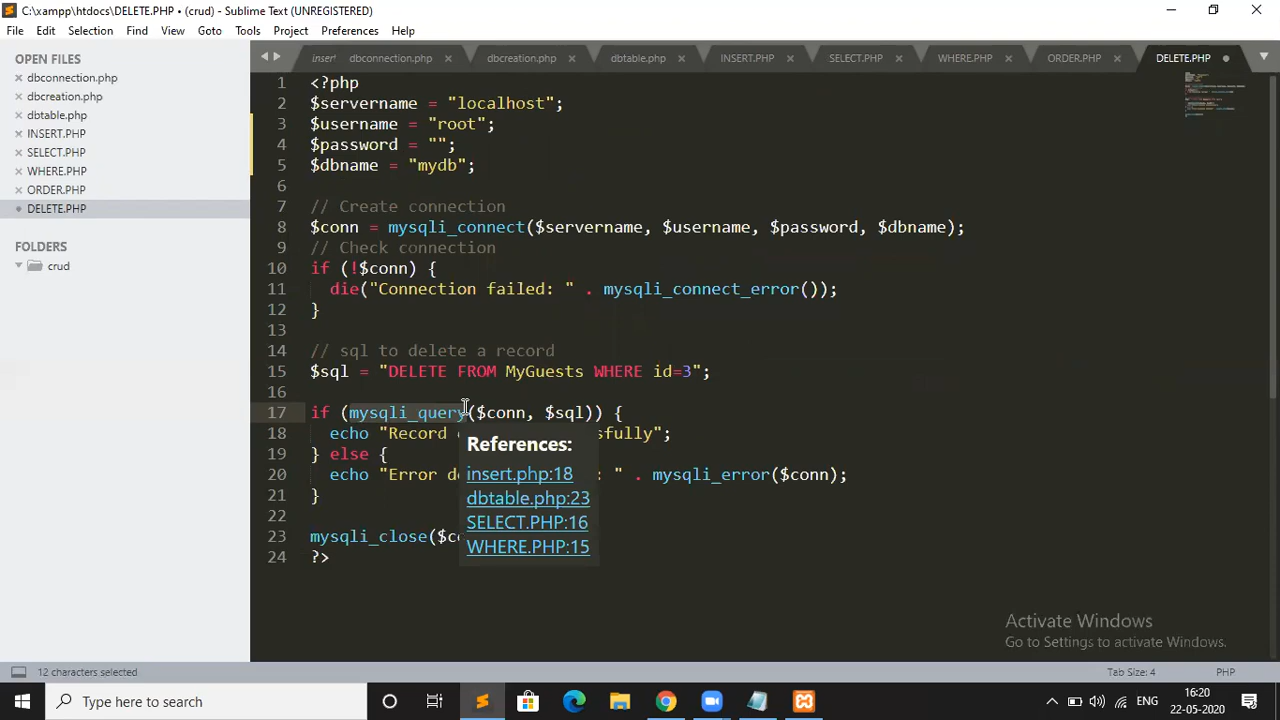 C:\xampp\htdocs\DELETE.PHP • (crud) - Sublime Text (UNREGISTERED)
File Edit Selection Find View Goto Tools Project Preferences Help
OPEN FILES
dbconnection.php
dbcreation.php
dbtable.php
INSERT.PHP
SELECT.PHP
WHERE.PHP
ORDER.PHP
DELETE.PHP
FOLDERS
crud
insert dbconnection.php dbcreation.php dbtable.php INSERT.PHP SELECT.PHP WHERE.PHP ORDER.PHP DELETE.PHP
1 <?php
2 $servername = "localhost";
3 $username = "root";
4 $password = "";
5 $dbname = "mydb";
6
7 // Create connection
8 $conn = mysqli_connect($servername, $username, $password, $dbname);
9 // Check connection
10 if (!$conn) {
11 die("Connection failed: " . mysqli_connect_error());
12 }
13
14 // sql to delete a record
15 $sql = "DELETE FROM MyGuests WHERE id=3";
16
17 if (mysqli_query($conn, $sql)) {
18 echo "Record sfully";
19 } else {
20 echo "Error de : " . mysqli_error($conn);
21 }
22
23 mysqli_close($co
24 ?>
References:
insert.php:18
dbtable.php:23
SELECT.PHP:16
WHERE.PHP:15
Activate Windows
Go to Settings to activate Windows.
12 characters selected Tab Size: 4 PHP
Type here to search
ENG
16:20
22-05-2020